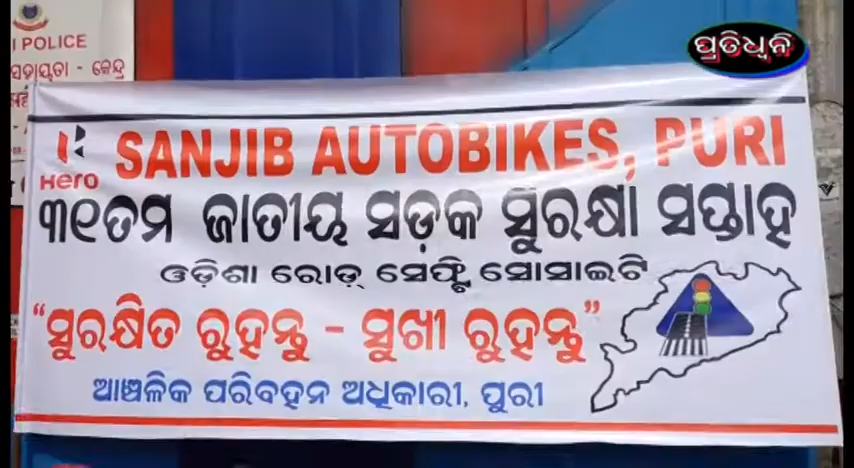 ପ୍ରତିଧ୍ୱନି
POLICE
ସହାୟତା - କେନ୍ଦ୍ର
Hero
SANJIB AUTOBIKES, PURI
୩୧ତମ ଜାତୀୟ ସଡ଼କ ସୁରକ୍ଷା ସପ୍ତାହ
ଓଡ଼ିଶା ରୋଡ୍ ସେଫ୍ଟି ସୋସାଇଟି
“ସୁରକ୍ଷିତ ରୁହନ୍ତୁ - ସୁଖୀ ରୁହନ୍ତୁ”
ଆଞ୍ଚଳିକ ପରିବହନ ଅଧିକାରୀ, ପୁରୀ